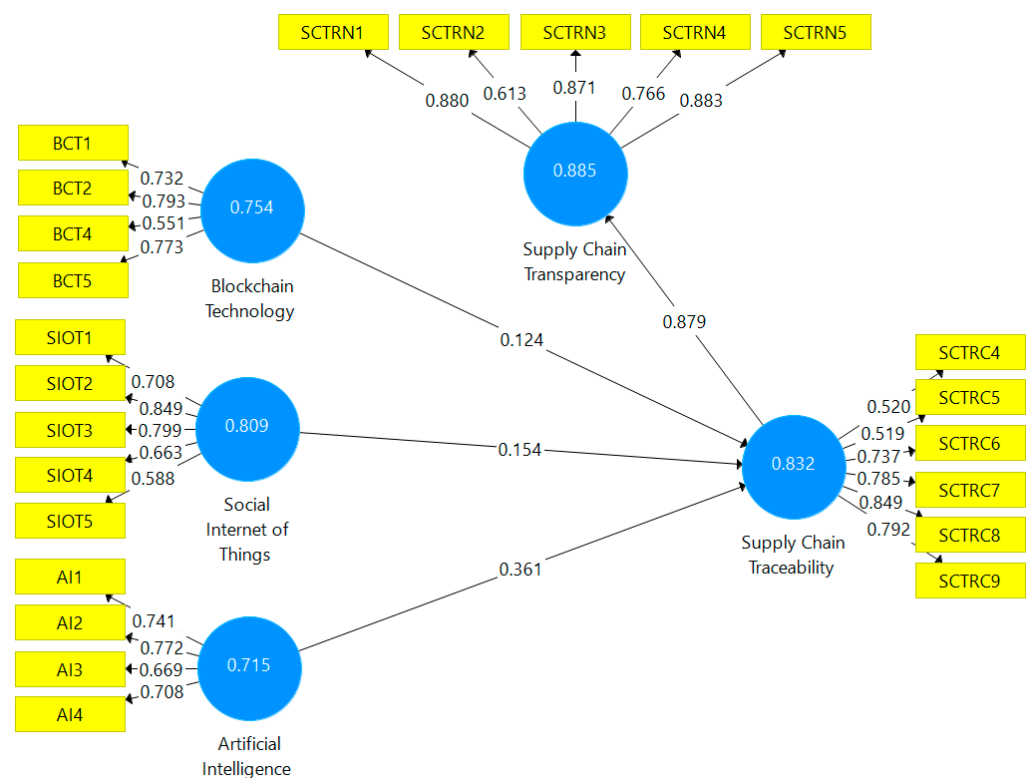 SCTRN1 SCTRN2 SCTRN3 SCTRN4 SCTRN5
0.880 0.613 0.871 0.766 0.883
0.885
Supply Chain
Transparency
BCT1
BCT2
BCT4
BCT5
0.732
0.793
0.551
0.773
0.754
Blockchain
Technology
0.124
0.879
SIOT1
SIOT2
SIOT3
SIOT4
SIOT5
0.708
0.849
0.799
0.663
0.588
0.809
Social
Internet of
Things
0.154
0.832
Supply Chain
Traceability
0.520
0.519
0.737
0.785
0.849
0.792
SCTRC4
SCTRC5
SCTRC6
SCTRC7
SCTRC8
SCTRC9
AI1
AI2
AI3
AI4
0.741
0.772
0.669
0.708
0.715
Artificial
Intelligence
0.361